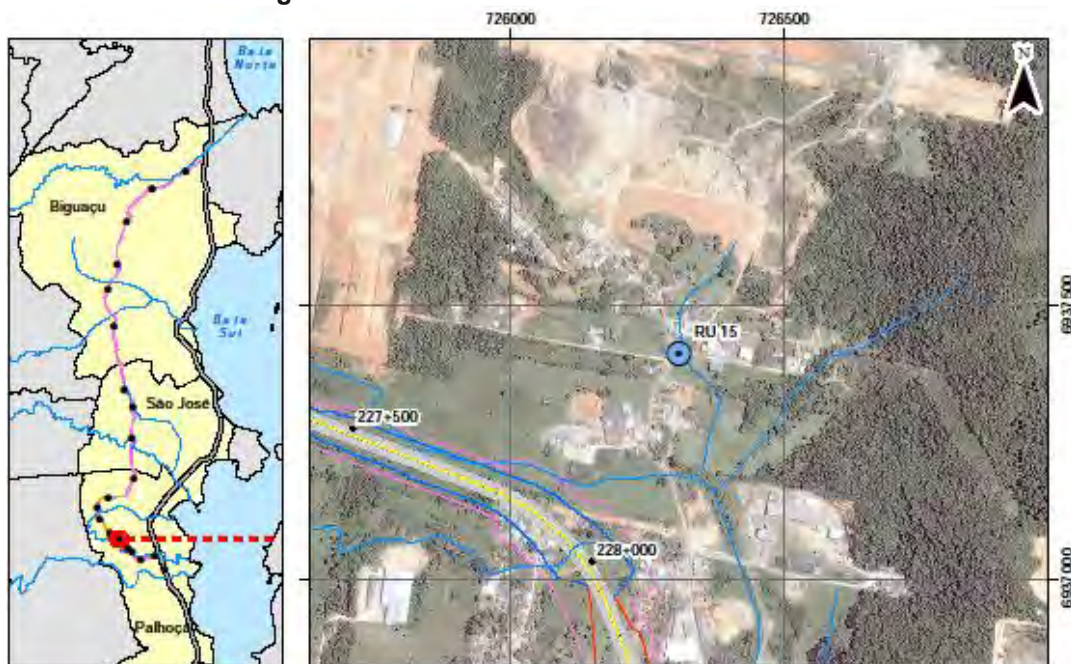 726000
726500
Baía
Norte
N
Biguaçu
6937500
RU 15
Baía
Sul
São José
227+500
228+000
6937000
Palhoça